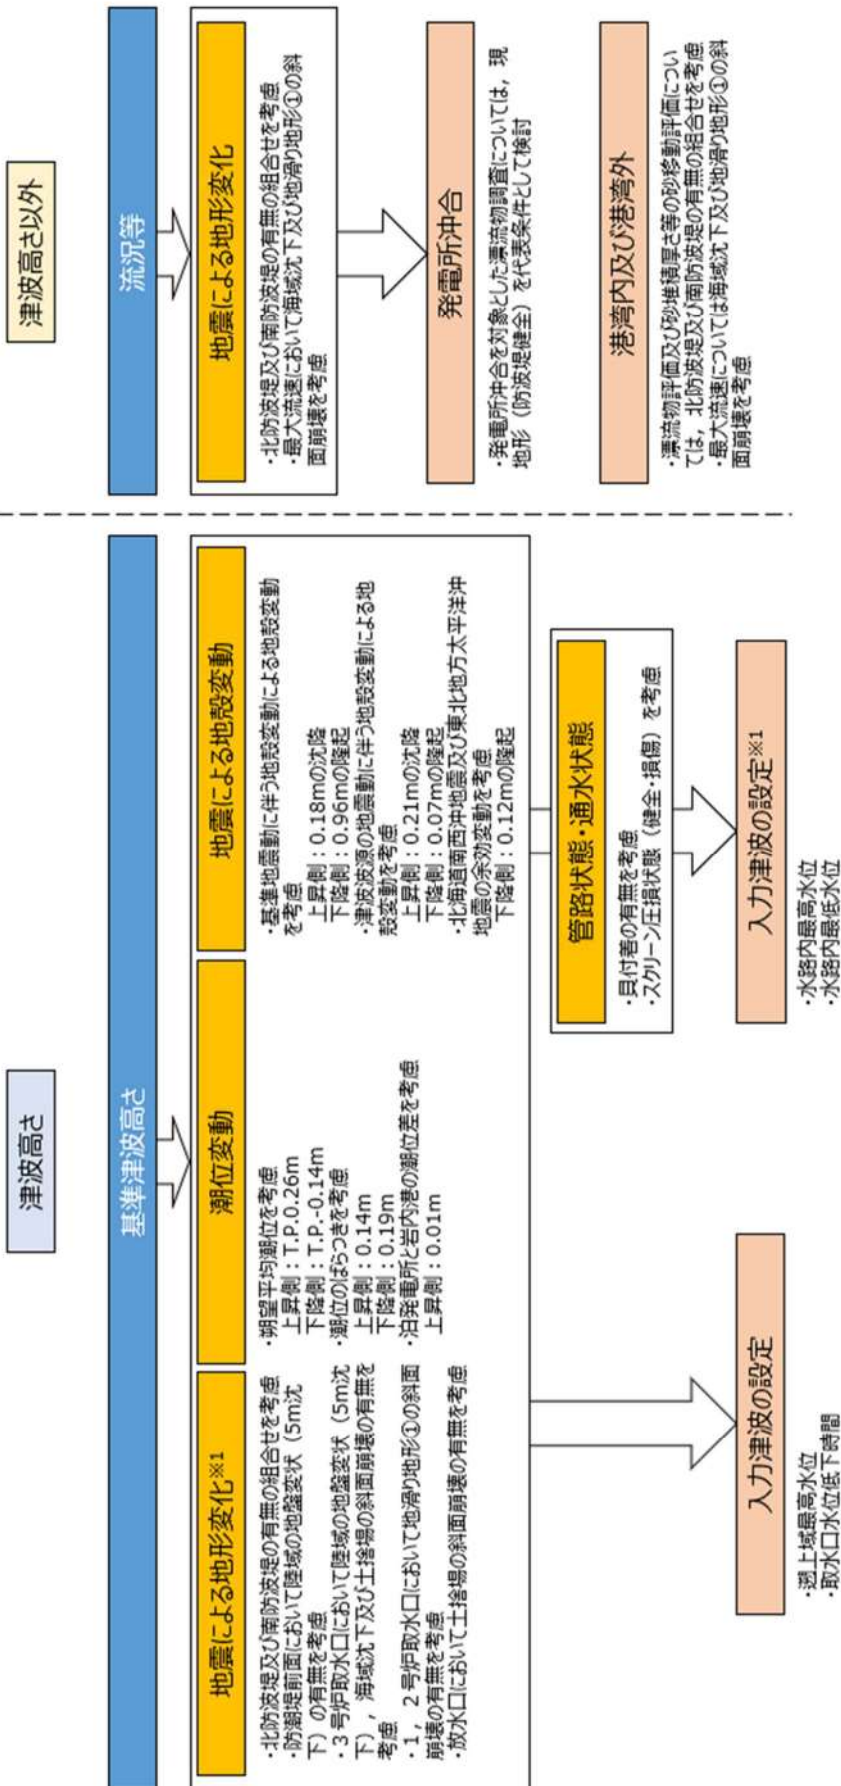 津波高さ
基準津波高さ
地震による地形変化※1
・北防波堤及び南防波堤の有無の組合せを考慮
・防潮堤前面において陸域の地盤変状（5m沈
下）の有無を考慮
・３号炉取水口において陸域の地盤変状（5m沈
下），海域沈下及び土捨場の斜面崩壊の有無を
考慮
・１，２号炉取水口において地滑り地形①の斜面
崩壊の有無を考慮
・放水口において土捨場の斜面崩壊の有無を考慮
潮位変動
・朔望平均潮位を考慮
上昇側：T.P.0.26m
下降側：T.P.-0.14m
・潮位のばらつきを考慮
上昇側：0.14m
下降側：0.19m
・泊発電所と岩内港の潮位差を考慮
上昇側：0.01m
地震による地殻変動
・基準地震動に伴う地殻変動による地殻変動
を考慮
上昇側：0.18mの沈降
下降側：0.96mの隆起
・津波波源の地震動に伴う地殻変動による地
殻変動を考慮
上昇側：0.21mの沈降
下降側：0.07mの隆起
・北海道南西沖地震及び東北地方太平洋沖
地震の余効変動を考慮
下降側：0.12mの隆起
管路状態・通水状態
・貝付着の有無を考慮
・スクリーン圧損状態（健全・損傷）を考慮
入力津波の設定
・遡上域最高水位
・取水口水位低下時間
入力津波の設定※1
・水路内最高水位
・水路内最低水位
津波高さ以外
流況等
地震による地形変化
・北防波堤及び南防波堤の有無の組合せを考慮
・最大流速において海域沈下及び地滑り地形①の斜
面崩壊を考慮
発電所沖合
・発電所沖合を対象とした漂流物調査については，現
地形（防波堤健全）を代表条件として検討
港湾内及び港湾外
・漂流物評価及び砂堆積厚さ等の砂移動評価につい
ては，北防波堤及び南防波堤の有無の組合せを考慮
・最大流速については海域沈下及び地滑り地形①の斜
面崩壊を考慮